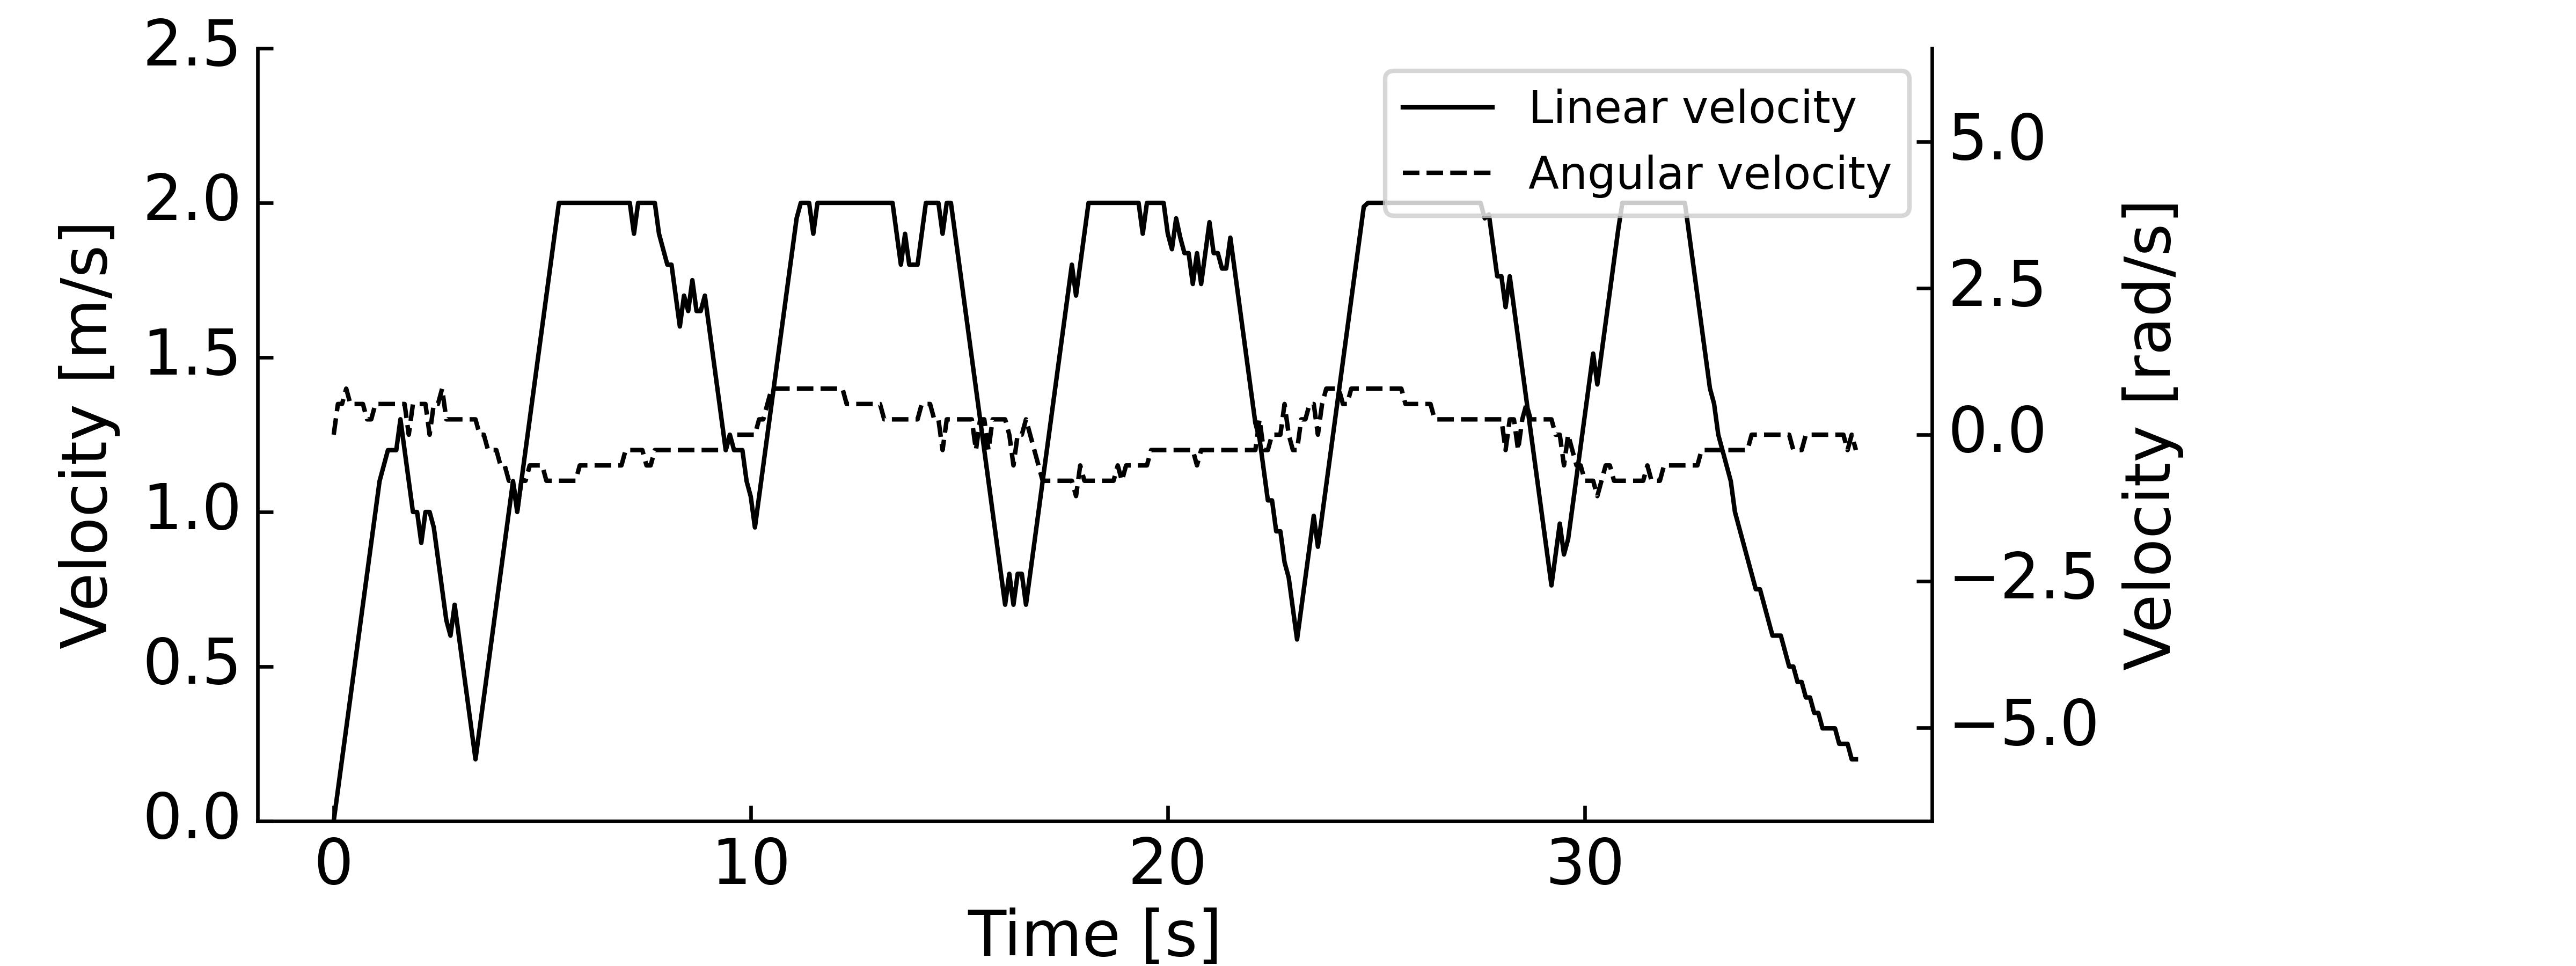 2.5
2.0
1.5
1.0
0.5
0.0
Velocity [m/s]
Linear velocity
Angular velocity
5.0
2.5
0.0
−2.5
−5.0
Velocity [rad/s]
0 10 20 30
Time [s]